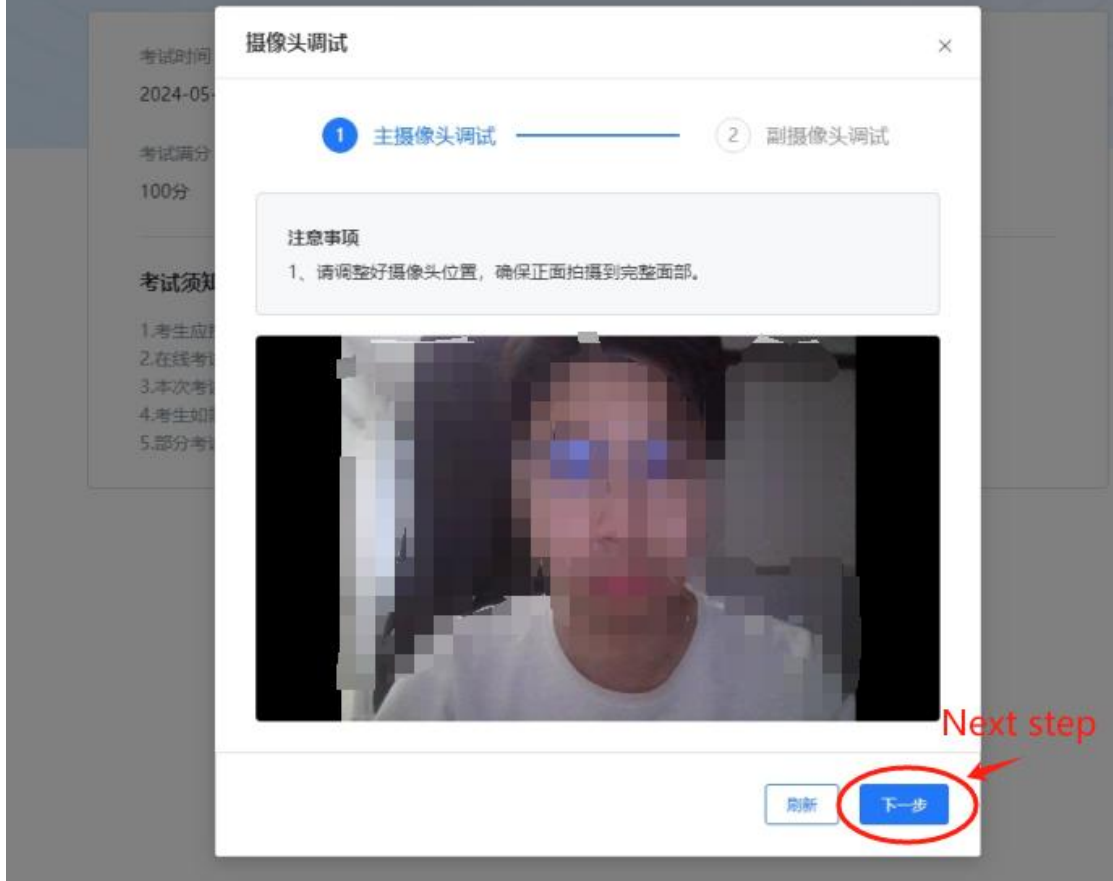 摄像头调试
×
考试时间
2024-05-
1 主摄像头调试
2 副摄像头调试
考试满分
100分
注意事项
1、请调整好摄像头位置，确保正面拍摄到完整面部。
考试须知
1.考生应
2.在线考
3.本次考
4.考生如
5.部分考
Next step
刷新
下一步